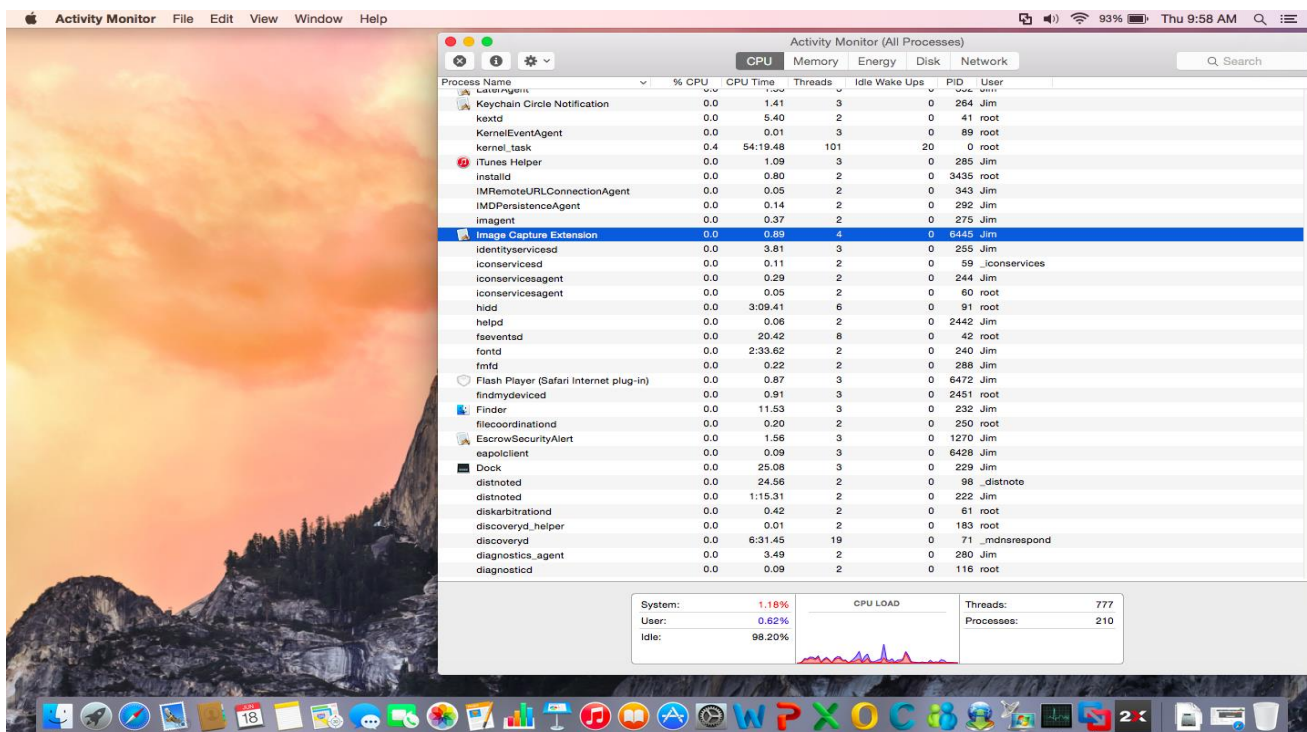 Activity Monitor File Edit View Window Help 93% Thu 9:58 AM
Activity Monitor (All Processes)
CPU Memory Energy Disk Network Search
Process Name % CPU CPU Time Threads Idle Wake Ups PID User
LaterAgent
Keychain Circle Notification 0.0 1.41 3 0 264 Jim
kextd 0.0 5.40 2 0 41 root
KernelEventAgent 0.0 0.01 3 0 89 root
kernel_task 0.4 54:19.48 101 20 0 root
iTunes Helper 0.0 1.09 3 0 285 Jim
installd 0.0 0.80 2 0 3435 root
IMRemoteURLConnectionAgent 0.0 0.05 2 0 343 Jim
IMDPersistenceAgent 0.0 0.14 2 0 292 Jim
imagent 0.0 0.37 2 0 275 Jim
Image Capture Extension 0.0 0.89 4 0 6445 Jim
identityservicesd 0.0 3.81 3 0 255 Jim
iconservicesd 0.0 0.11 2 0 59 _iconservices
iconservicesagent 0.0 0.29 2 0 244 Jim
iconservicesagent 0.0 0.05 2 0 60 root
hidd 0.0 3:09.41 6 0 91 root
helpd 0.0 0.06 2 0 2442 Jim
fseventsd 0.0 20.42 8 0 42 root
fontd 0.0 2:33.62 2 0 240 Jim
fmfd 0.0 0.22 2 0 288 Jim
Flash Player (Safari Internet plug-in) 0.0 0.87 3 0 6472 Jim
findmydeviced 0.0 0.91 3 0 2451 root
Finder 0.0 11.53 3 0 232 Jim
filecoordinationd 0.0 0.20 2 0 250 root
EscrowSecurityAlert 0.0 1.56 3 0 1270 Jim
eapolclient 0.0 0.09 3 0 6428 Jim
Dock 0.0 25.08 3 0 229 Jim
distnoted 0.0 24.56 2 0 98 _distnote
distnoted 0.0 1:15.31 2 0 222 Jim
diskarbitrationd 0.0 0.42 2 0 61 root
discoveryd_helper 0.0 0.01 2 0 183 root
discoveryd 0.0 6:31.45 19 0 71 _mdnsrespond
diagnostics_agent 0.0 3.49 2 0 280 Jim
diagnosticd 0.0 0.09 2 0 116 root
System: 1.18% CPU LOAD Threads: 777
User: 0.62% Processes: 210
Idle: 98.20%
JUN
18
W P X O C 2X